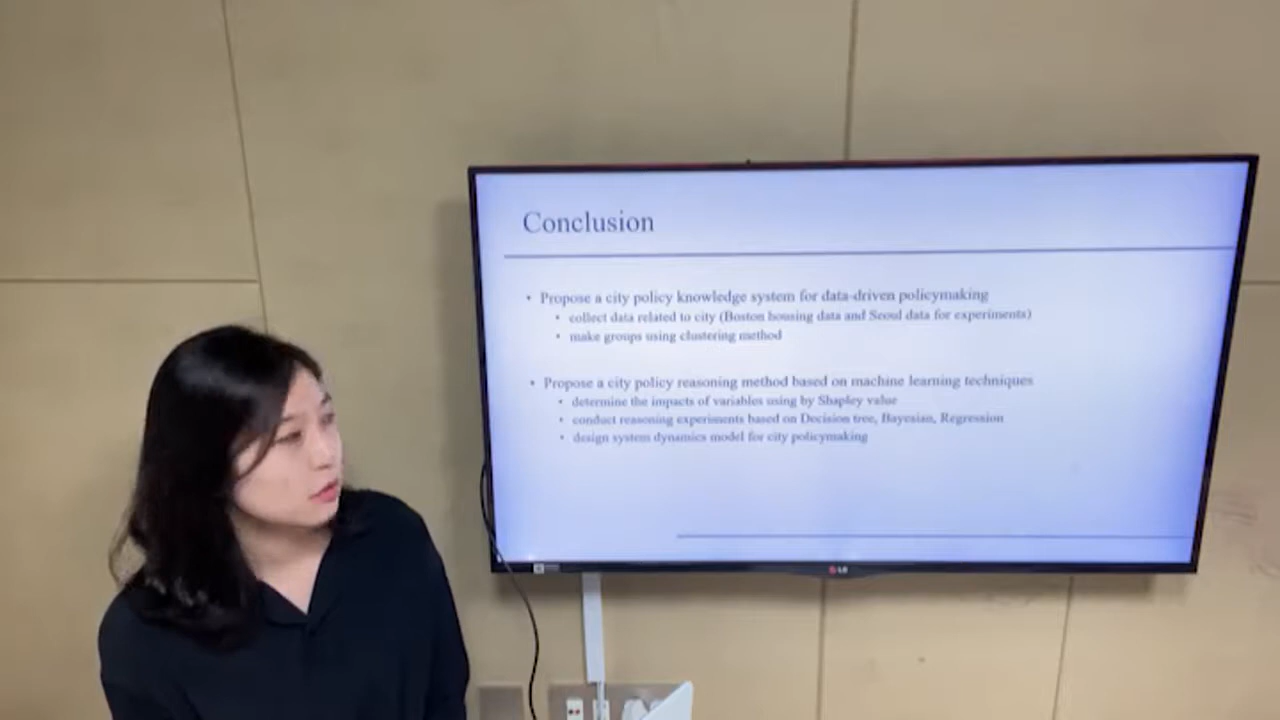 Conclusion
• Propose a city policy knowledge system for data-driven policymaking
• collect data related to city (Boston housing data and Seoul data for experiments)
• make groups using clustering method
• Propose a city policy reasoning method based on machine learning techniques
• determine the impacts of variables using by Shapley value
• conduct reasoning experiments based on Decision tree, Bayesian, Regression
• design system dynamics model for city policymaking
LG